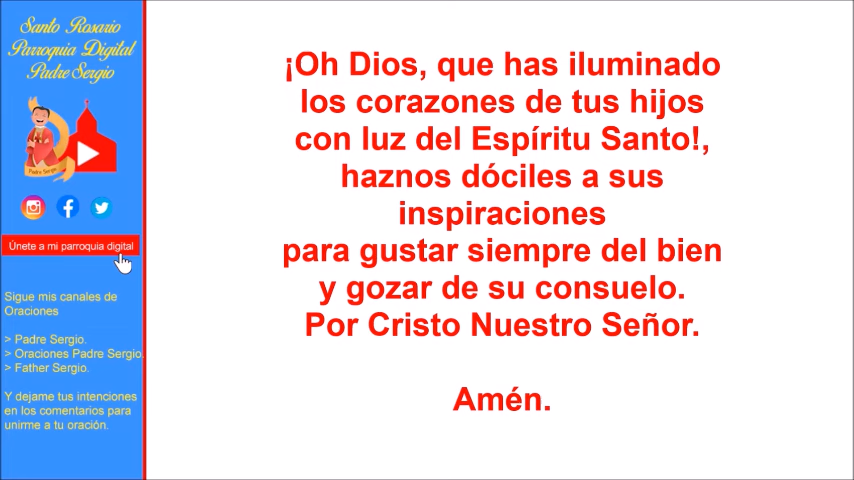 Santo Rosario
Parroquia Digital
Padre Sergio
Padre Sergio
Únete a mi parroquia digital
Sigue mis canales de
Oraciones
> Padre Sergio.
> Oraciones Padre Sergio.
> Father Sergio.
Y dejame tus intenciones
en los comentarios para
unirme a tu oración.
¡Oh Dios, que has iluminado
los corazones de tus hijos
con luz del Espíritu Santo!,
haznos dóciles a sus
inspiraciones
para gustar siempre del bien
y gozar de su consuelo.
Por Cristo Nuestro Señor.
Amén.